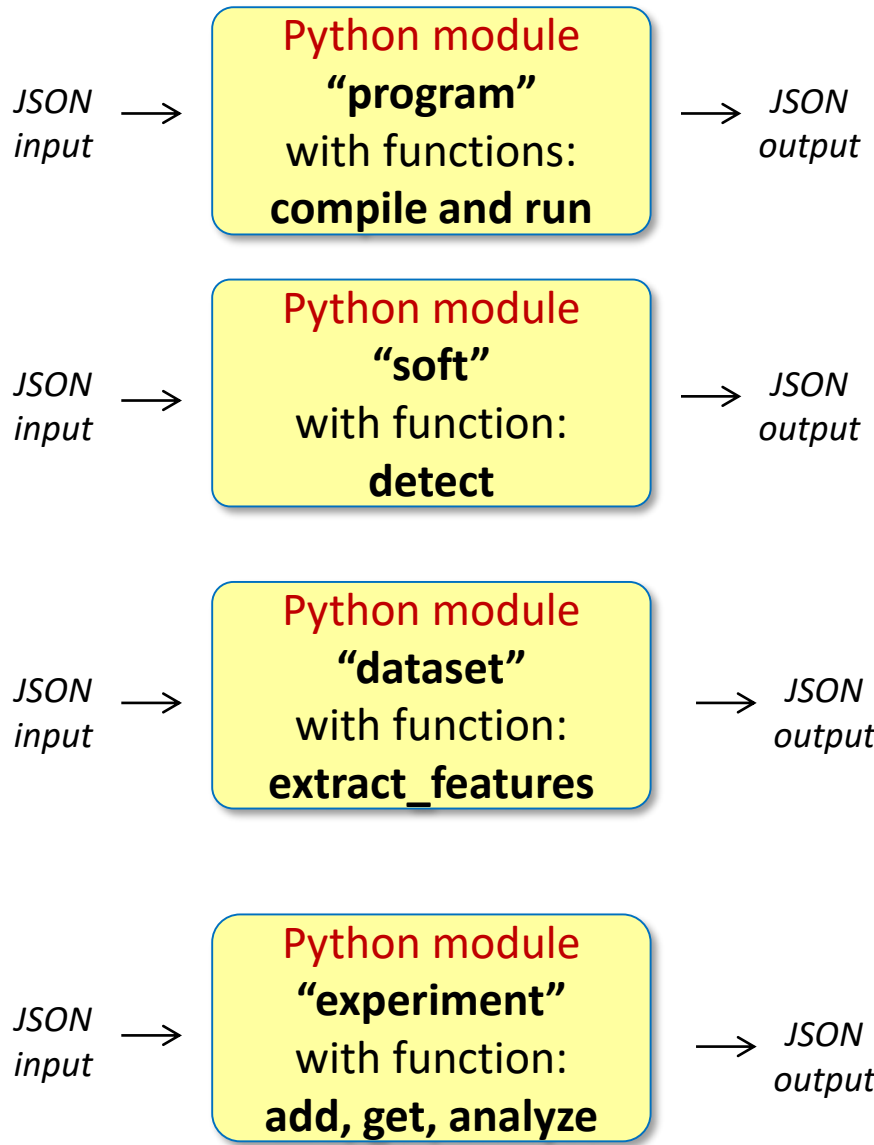 JSON
input
Python module
“program”
with functions:
compile and run
JSON
output
JSON
input
Python module
“soft”
with function:
detect
JSON
output
JSON
input
Python module
“dataset”
with function:
extract_features
JSON
output
JSON
input
Python module
“experiment”
with function:
add, get, analyze
JSON
output